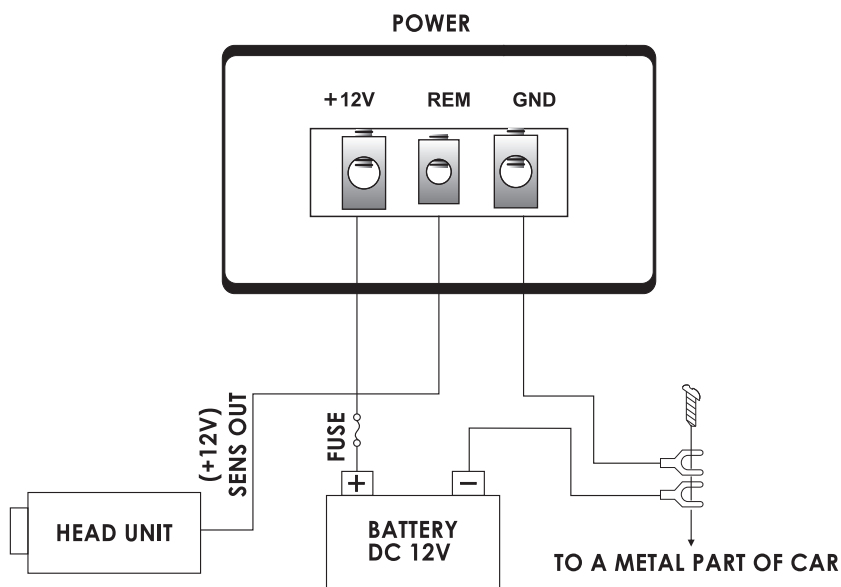 POWER
+12V REM GND
(+12V)
SENS OUT
FUSE
+ −
HEAD UNIT
BATTERY
DC 12V
TO A METAL PART OF CAR